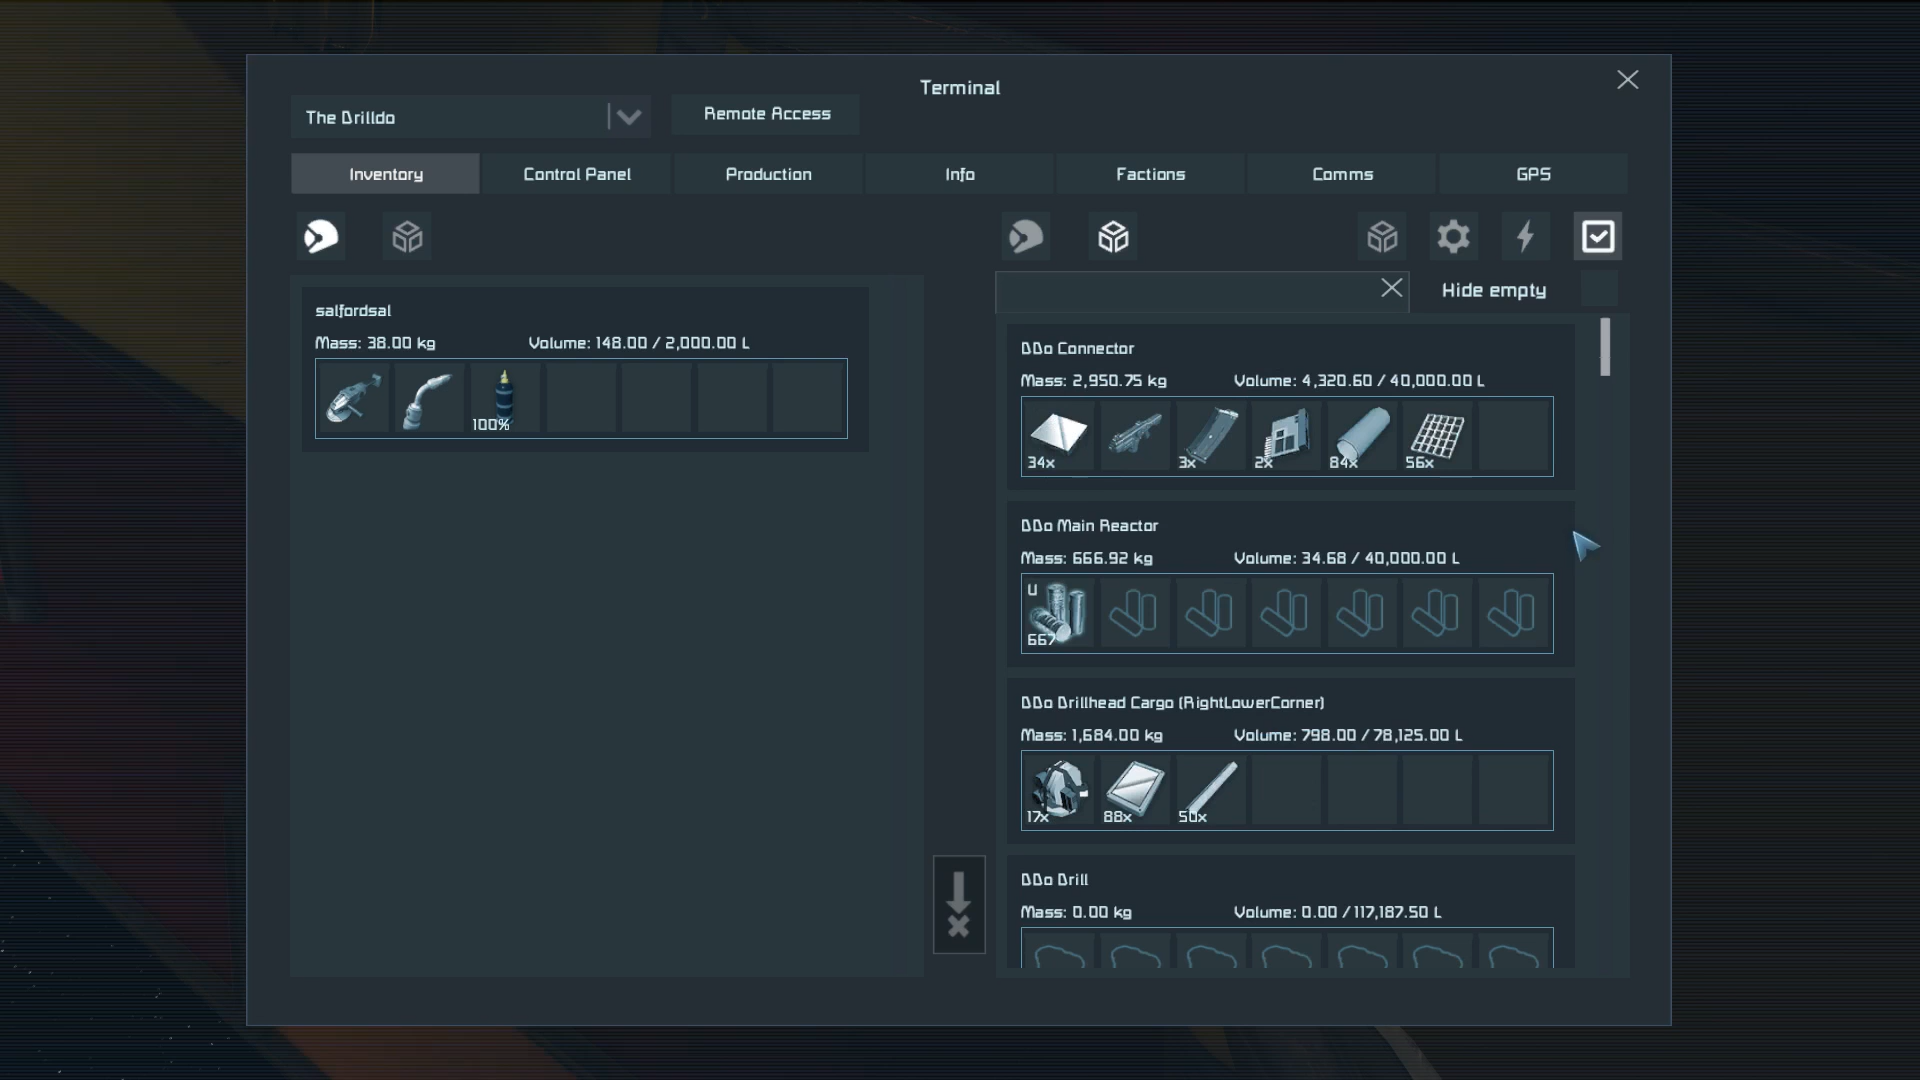 Terminal
The Drilldo
Remote Access
Inventory
Control Panel
Production
Info
Factions
Comms
GPS
salfordsal
Mass: 38.00 kg
Volume: 148.00 / 2,000.00 L
100%
Hide empty
DDo Connector
Mass: 2,950.75 kg
Volume: 4,320.60 / 40,000.00 L
34x
3x
2x
84x
56x
DDo Main Reactor
Mass: 666.92 kg
Volume: 34.68 / 40,000.00 L
U
667
DDo Drillhead Cargo (RightLowerCorner)
Mass: 1,684.00 kg
Volume: 798.00 / 78,125.00 L
17x
88x
50x
DDo Drill
Mass: 0.00 kg
Volume: 0.00 / 117,187.50 L